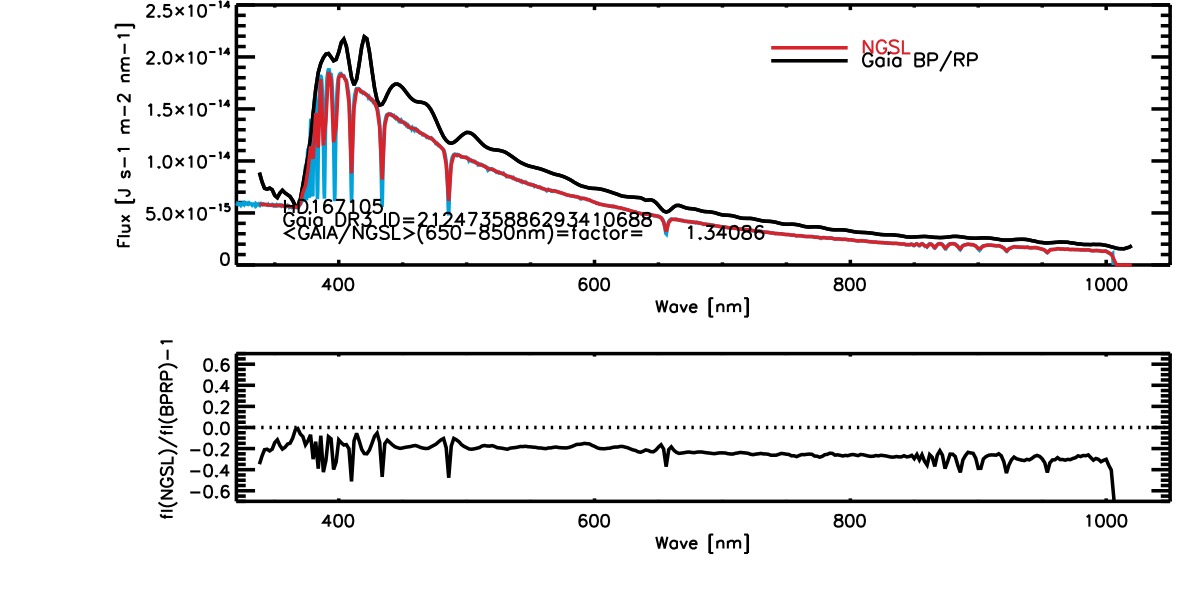 2.5×10⁻¹⁴
2.0×10⁻¹⁴
1.5×10⁻¹⁴
1.0×10⁻¹⁴
5.0×10⁻¹⁵
0
Flux [J s−1 m−2 nm−1]
NGSL
Gaia BP/RP
HD167105
Gaia DR3 ID=2124735886293410688
<GAIA/NGSL>(650−850nm)=factor= 1.34086
400 600 800 1000
Wave [nm]
fl(NGSL)/fl(BPRP)−1
0.6
0.4
0.2
0.0
−0.2
−0.4
−0.6
400 600 800 1000
Wave [nm]